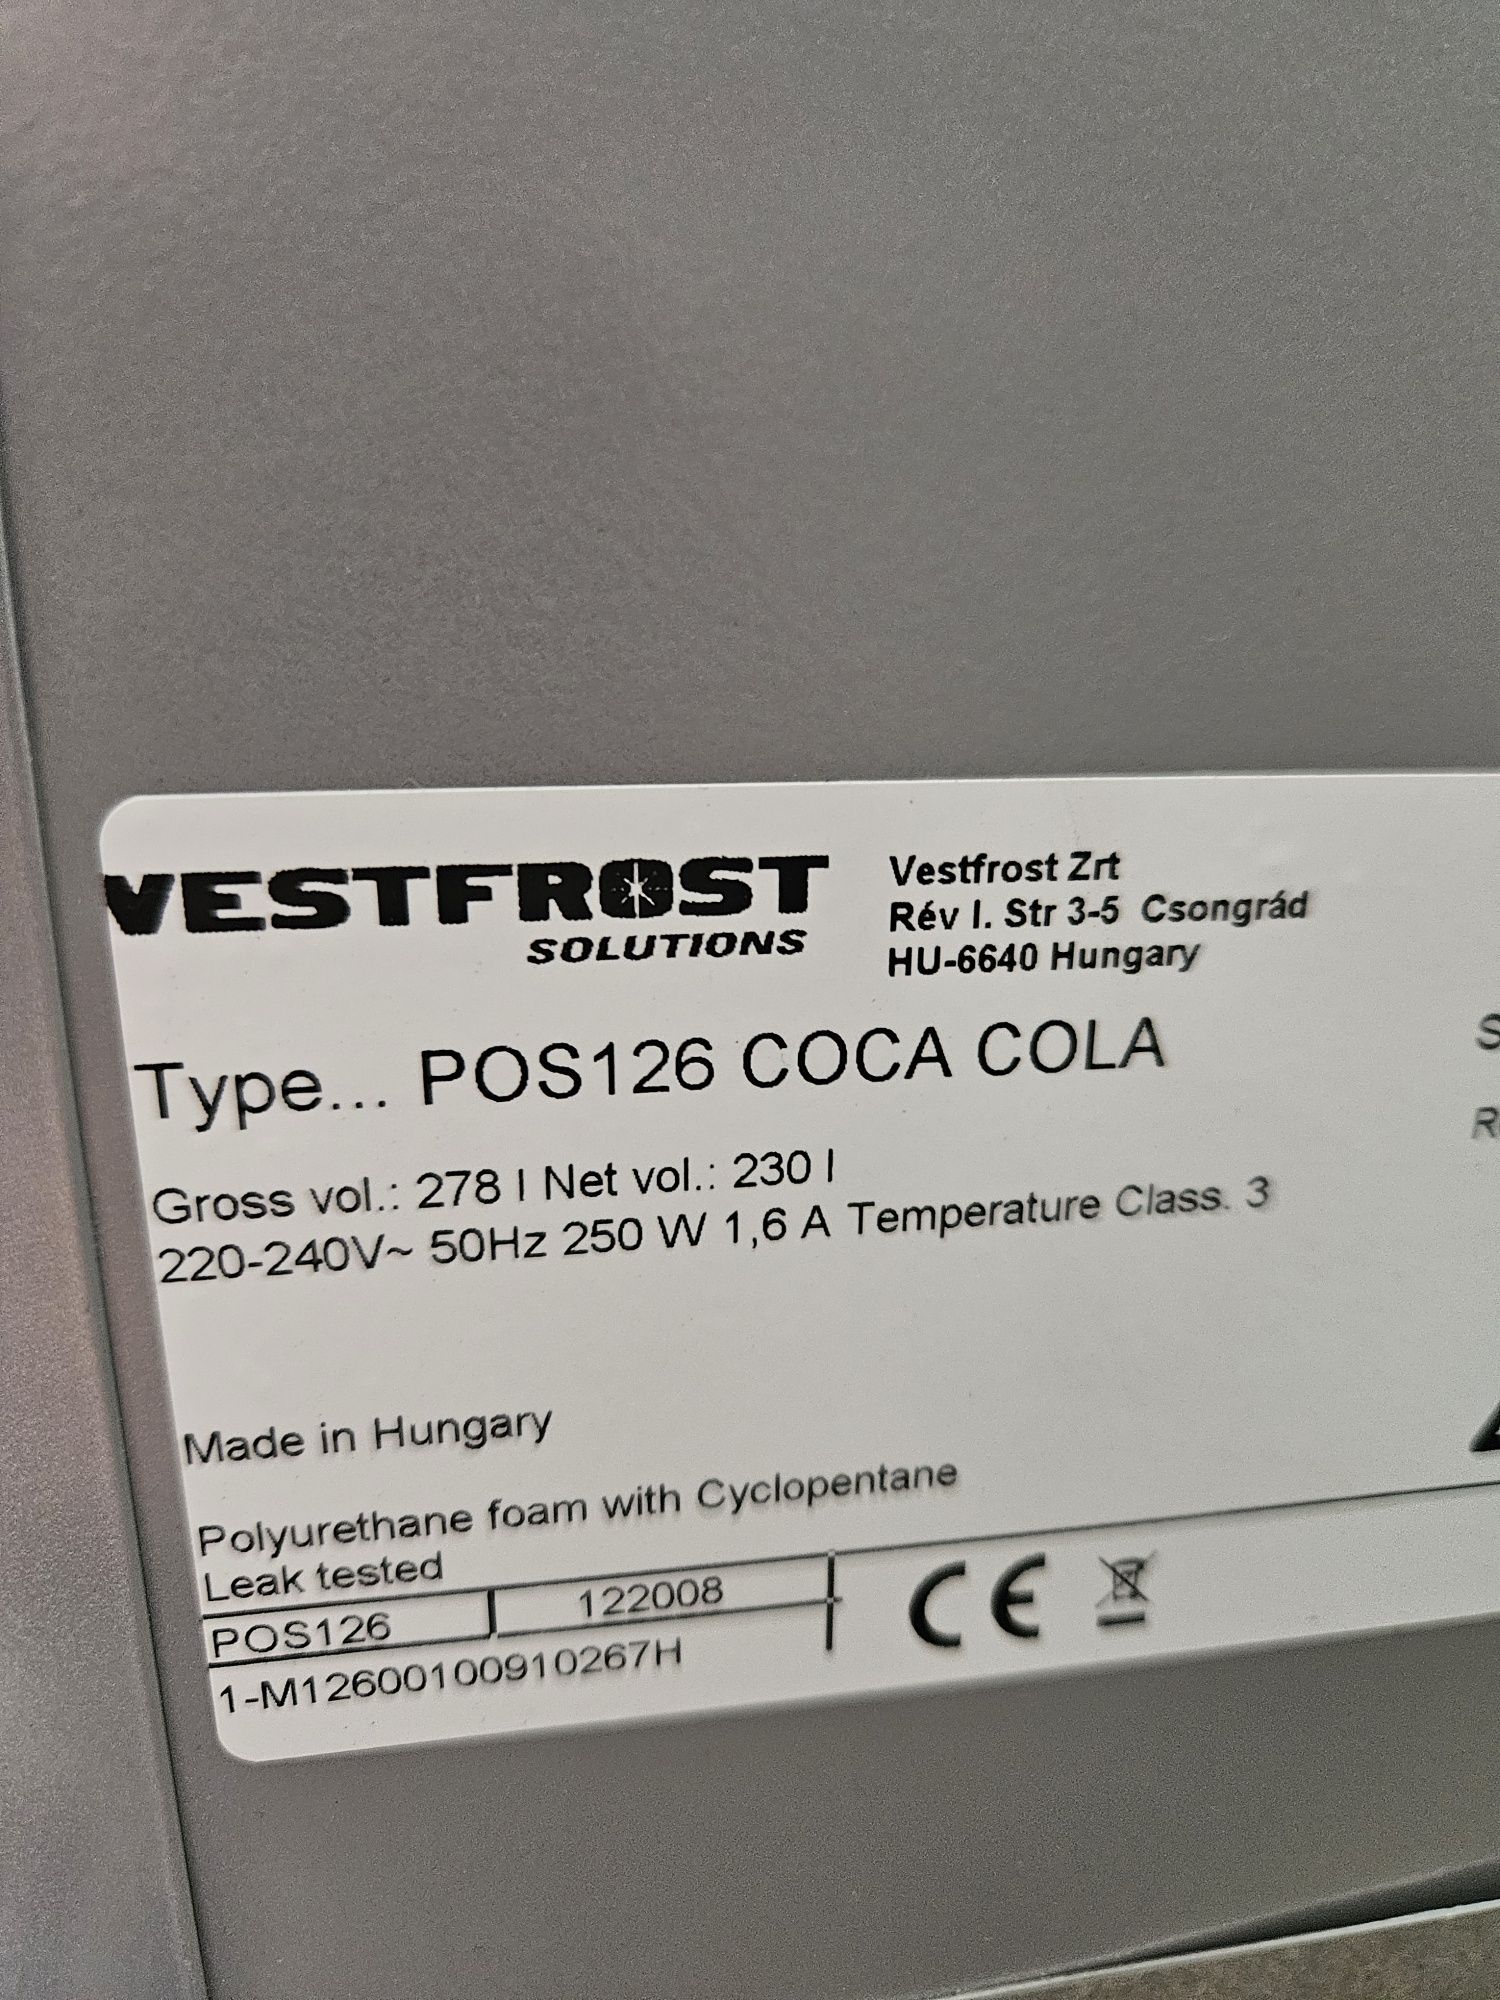 VESTFROST
SOLUTIONS
Vestfrost Zrt
Rév I. Str 3-5 Csongrád
HU-6640 Hungary
Type... POS126 COCA COLA
Gross vol.: 278 l Net vol.: 230 l
220-240V~ 50Hz 250 W 1,6 A Temperature Class. 3
Made in Hungary
Polyurethane foam with Cyclopentane
Leak tested
POS126 122008
1-M12600100910267H
CE